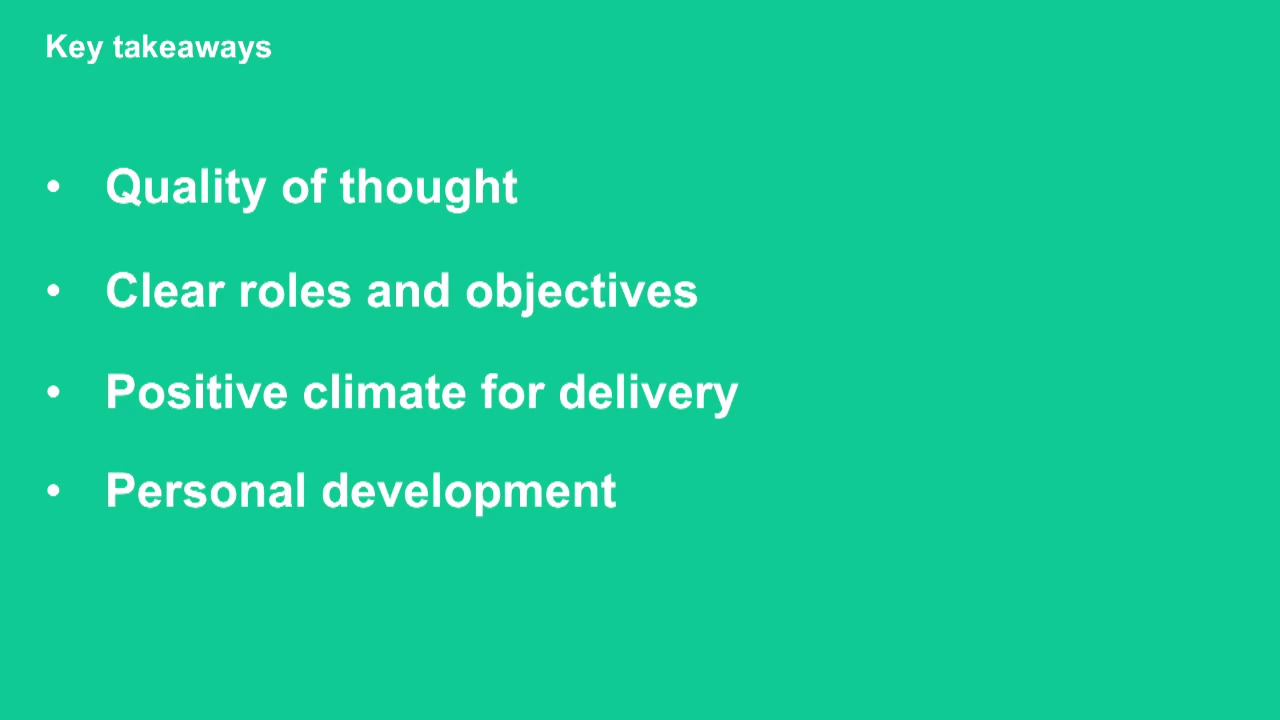 Key takeaways
• Quality of thought
• Clear roles and objectives
• Positive climate for delivery
• Personal development